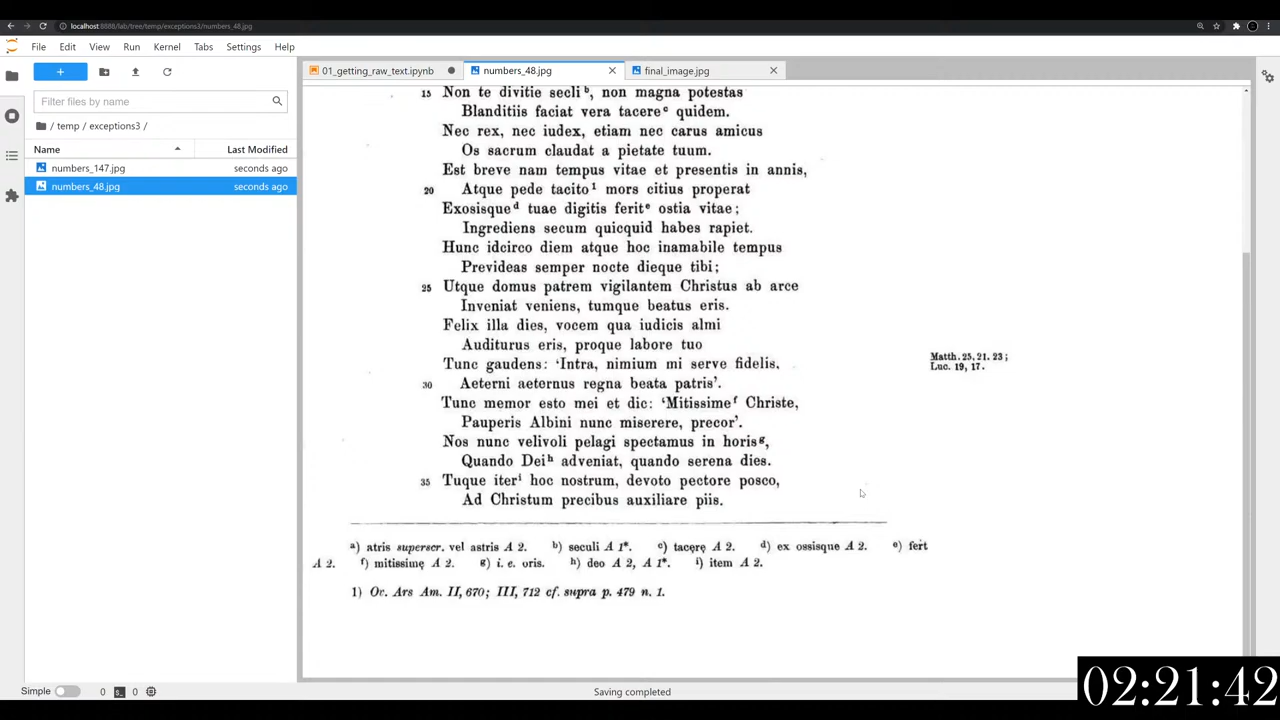 localhost:8888/lab/tree/temp/exceptions3/numbers_48.jpg
File Edit View Run Kernel Tabs Settings Help
01_getting_raw_text.ipynb
numbers_48.jpg
final_image.jpg
Filter files by name
/ temp / exceptions3 /
Name Last Modified
numbers_147.jpg seconds ago
numbers_48.jpg seconds ago
15 Non te divitie secli b, non magna potestas
Blanditiis faciat vera tacere c quidem.
Nec rex, nec iudex, etiam nec carus amicus
Os sacrum claudat a pietate tuum.
Est breve nam tempus vitae et presentis in annis,
20 Atque pede tacito 1 mors citius properat
Exosisque d tuae digitis ferit e ostia vitae;
Ingrediens secum quicquid habes rapiet.
Hunc idcirco diem atque hoc inamabile tempus
Prevideas semper nocte dieque tibi;
25 Utque domus patrem vigilantem Christus ab arce
Inveniat veniens, tumque beatus eris.
Felix illa dies, vocem qua iudicis almi
Auditurus eris, proque labore tuo
Tunc gaudens: 'Intra, nimium mi serve fidelis,
Matth. 25, 21. 23;
Luc. 19, 17.
30 Aeterni aeternus regna beata patris'.
Tunc memor esto mei et dic: 'Mitissime f Christe,
Pauperis Albini nunc miserere, precor'.
Nos nunc velivoli pelagi spectamus in horis g,
Quando Dei h adveniat, quando serena dies.
35 Tuque iter i hoc nostrum, devoto pectore posco,
Ad Christum precibus auxiliare piis.
a) atris superscr. vel astris A 2. b) seculi A 1*. c) tacęrę A 2. d) ex ossisque A 2. e) fert
A 2. f) mitissimę A 2. g) i. e. oris. h) deo A 2, A 1*. i) item A 2.
1) Ov. Ars Am. II, 670; III, 712 cf. supra p. 479 n. 1.
Simple 0 0 Saving completed
02:21:42